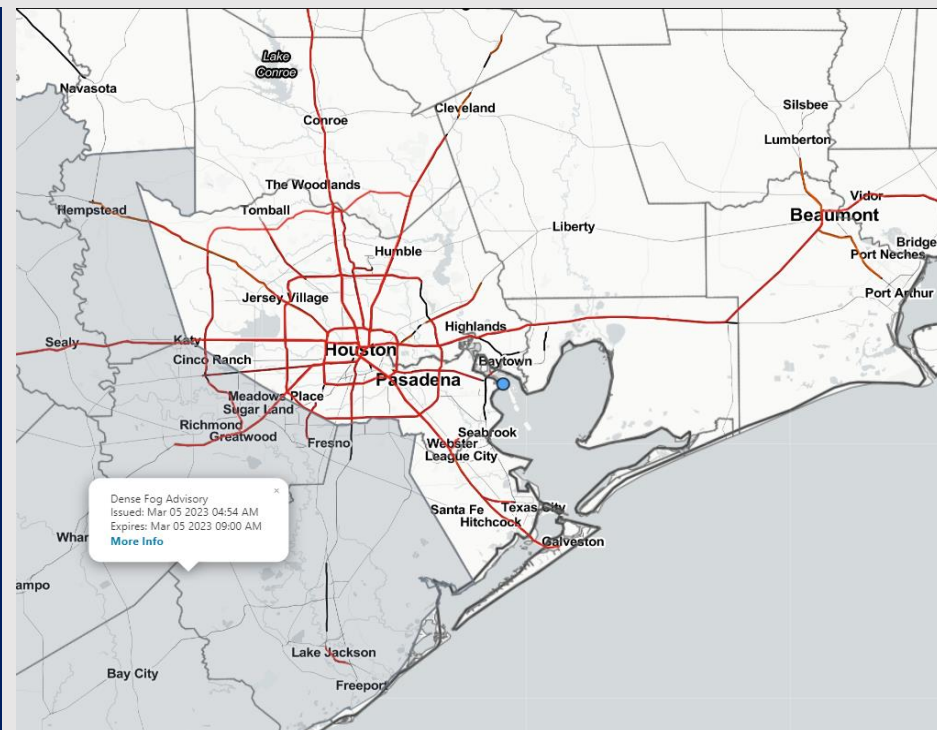 Lake
Conroe
Navasota
Conroe
Cleveland
Silsbee
Lumberton
The Woodlands
Tomball
Hempstead
Vidor
Beaumont
Liberty
Humble
Bridge
Port Neches
Jersey Village
Port Arthur
Highlands
Sealy
Katy
Houston
Cinco Ranch
Baytown
Pasadena
Meadows Place
Sugar Land
Richmond
Greatwood
Fresno
Seabrook
Webster
League City
Dense Fog Advisory
×
Issued: Mar 05 2023 04:54 AM
Expires: Mar 05 2023 09:00 AM
More Info
Santa Fe
Texas City
Hitchcock
Whar
Galveston
ampo
Lake Jackson
Bay City
Freeport